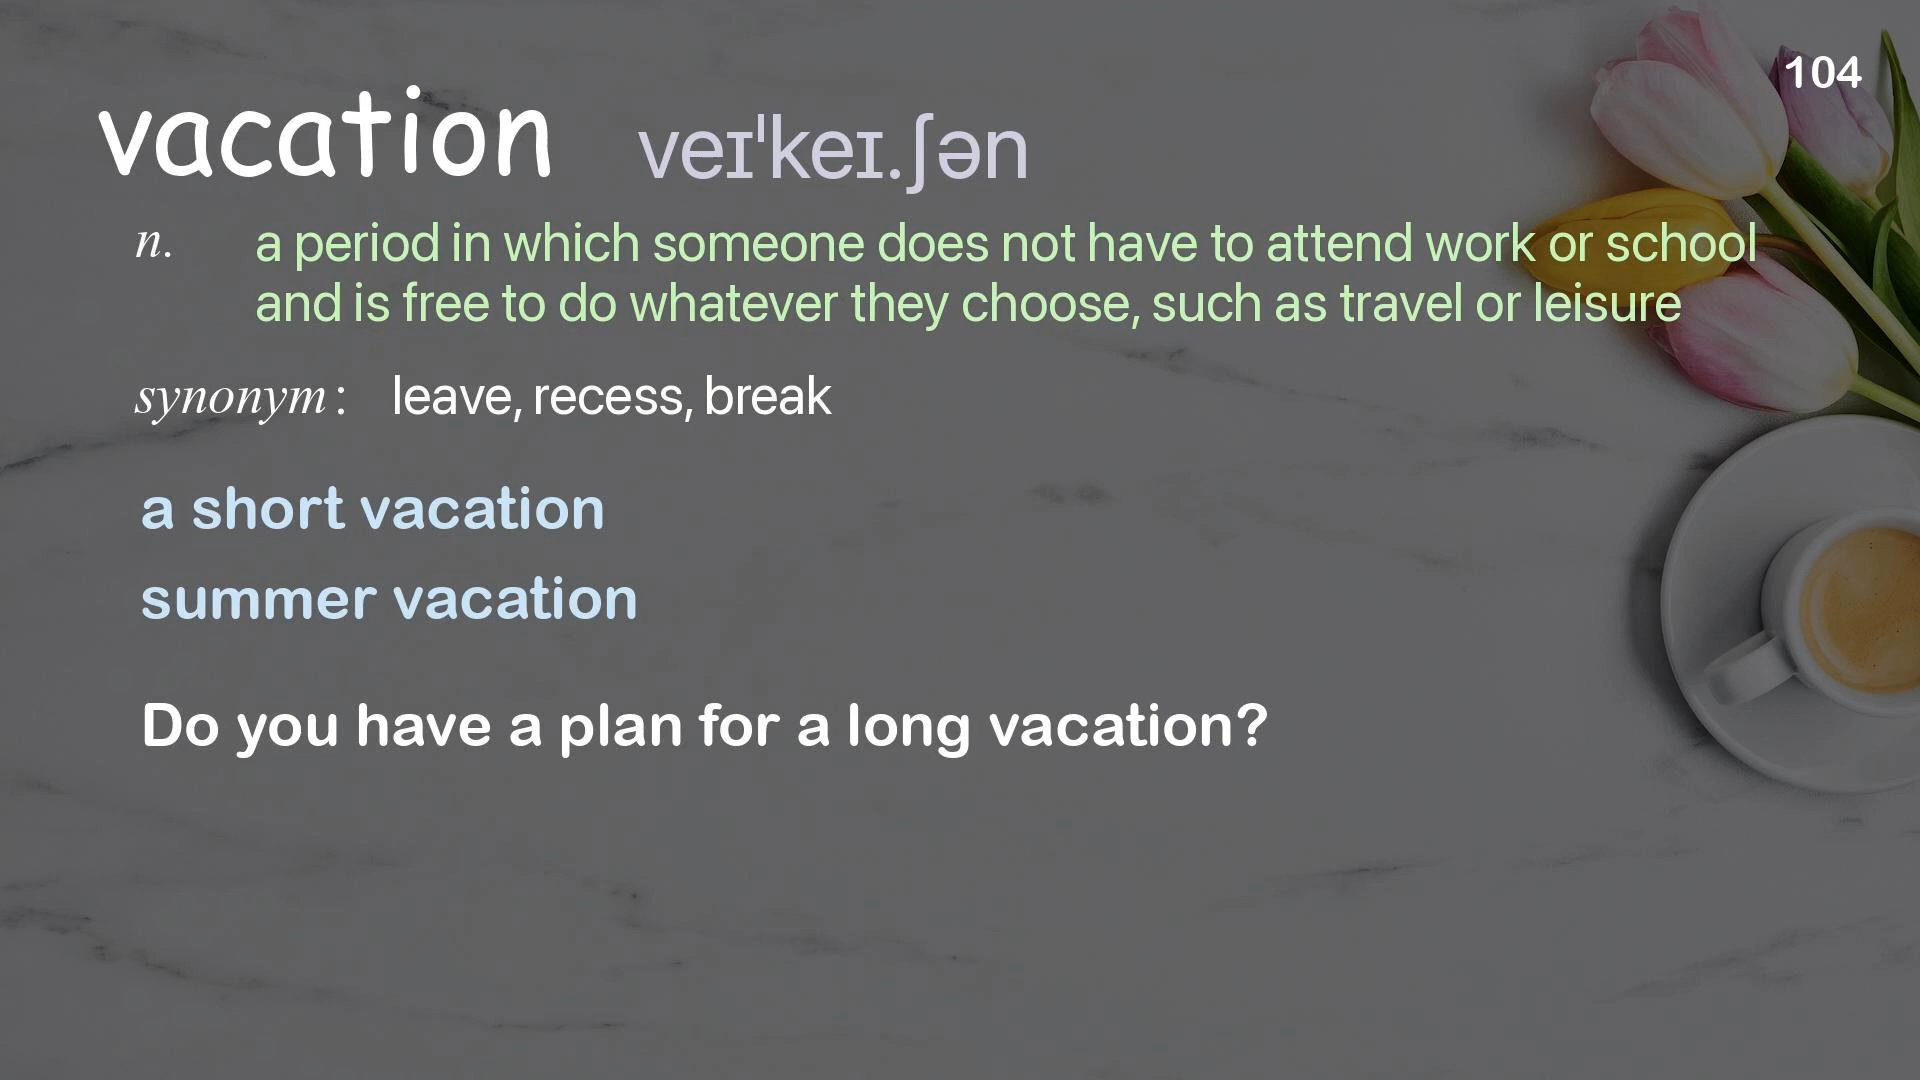 104
vacation veɪˈkeɪ.ʃən
n. a period in which someone does not have to attend work or school
and is free to do whatever they choose, such as travel or leisure
synonym: leave, recess, break
a short vacation
summer vacation
Do you have a plan for a long vacation?